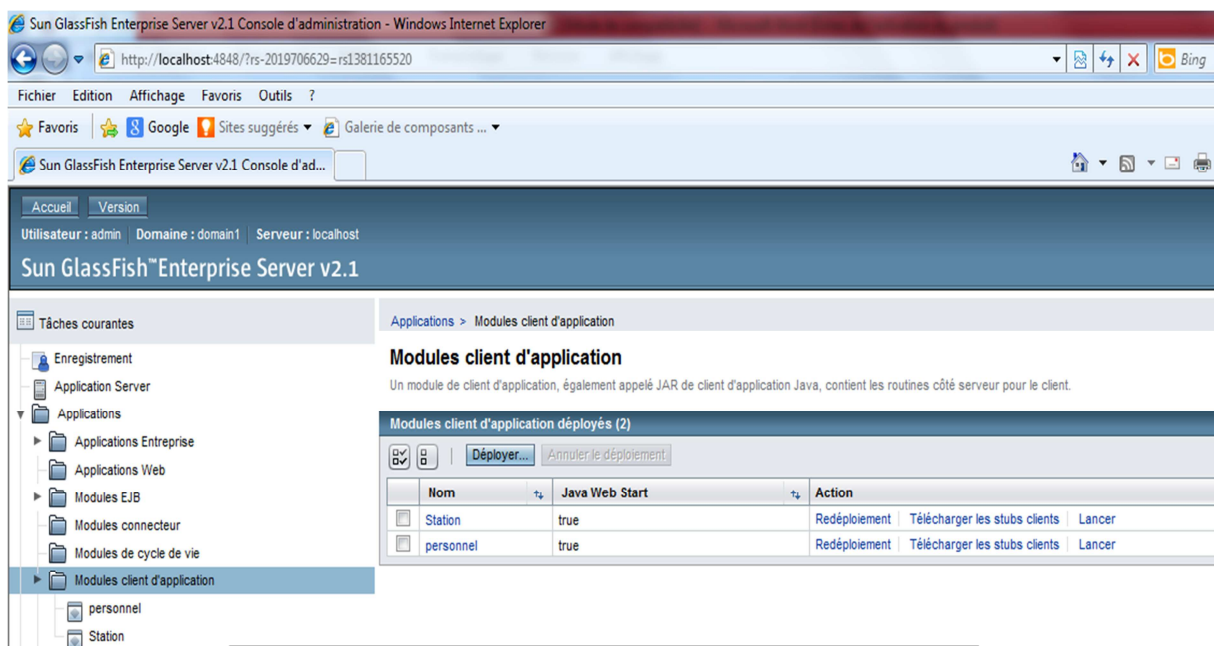 Sun GlassFish Enterprise Server v2.1 Console d'administration - Windows Internet Explorer
http://localhost:4848/?rs-2019706629=rs1381165520
Bing
Fichier Edition Affichage Favoris Outils ?
Favoris Google Sites suggérés Galerie de composants ...
Sun GlassFish Enterprise Server v2.1 Console d'ad...
Accueil Version
Utilisateur : admin Domaine : domain1 Serveur : localhost
Sun GlassFish™ Enterprise Server v2.1
Tâches courantes
Enregistrement
Application Server
Applications
Applications Entreprise
Applications Web
Modules EJB
Modules connecteur
Modules de cycle de vie
Modules client d'application
personnel
Station
Applications > Modules client d'application
Modules client d'application
Un module de client d'application, également appelé JAR de client d'application Java, contient les routines côté serveur pour le client.
Modules client d'application déployés (2)
Déployer... Annuler le déploiement
Nom Java Web Start Action
Station true Redéploiement Télécharger les stubs clients Lancer
personnel true Redéploiement Télécharger les stubs clients Lancer